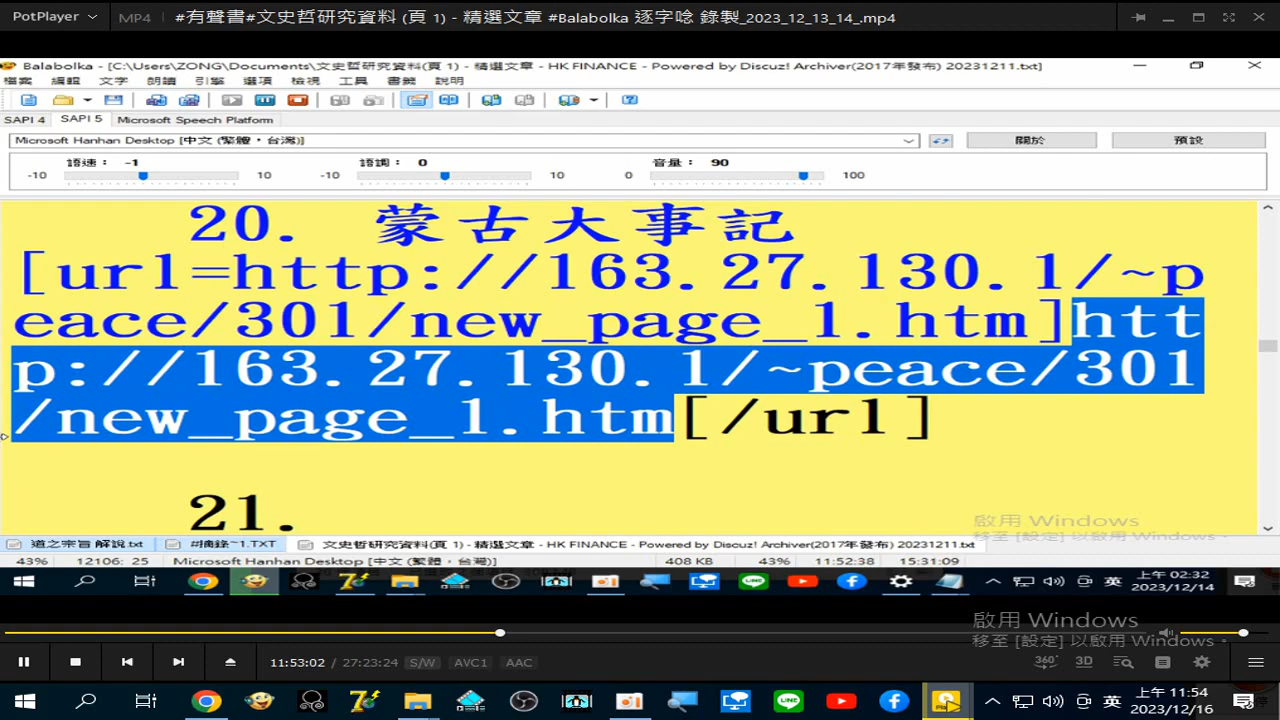 PotPlayer MP4 #有聲書#文史哲研究資料 (頁 1) - 精選文章 #Balabolka 逐字唸 錄製_2023_12_13_14_.mp4
Balabolka - [C:\Users\ZONG\Documents\文史哲研究資料(頁 1) - 精選文章 - HK FINANCE - Powered by Discuz! Archiver(2017年發布) 20231211.txt]
檔案 編輯 文字 朗讀 引擎 選項 檢視 工具 書籤 說明
SAPI 4 SAPI 5 Microsoft Speech Platform
Microsoft Hanhan Desktop [中文 (繁體，台灣)] 關於 預設
語速： -1 語調： 0 音量： 90
-10 10 -10 10 0 100
20. 蒙古大事記
[url=http://163.27.130.1/~p
eace/301/new_page_1.htm]htt
p://163.27.130.1/~peace/301
/new_page_1.htm[/url]
21.
啟用 Windows
移至 [設定] 以啟用 Windows。
道之宗旨 解說.txt #摘錄~1.TXT 文史哲研究資料(頁 1) - 精選文章 - HK FINANCE - Powered by Discuz! Archiver(2017年發布) 20231211.txt
43% 12106: 25 Microsoft Hanhan Desktop [中文 (繁體，台灣)] 408 KB 43% 11:52:38 15:31:09
英 上午 02:32
2023/12/14
啟用 Windows
移至 [設定] 以啟用 Windows。
11:53:02 / 27:23:24 S/W AVC1 AAC 360° 3D
英 上午 11:54
2023/12/16